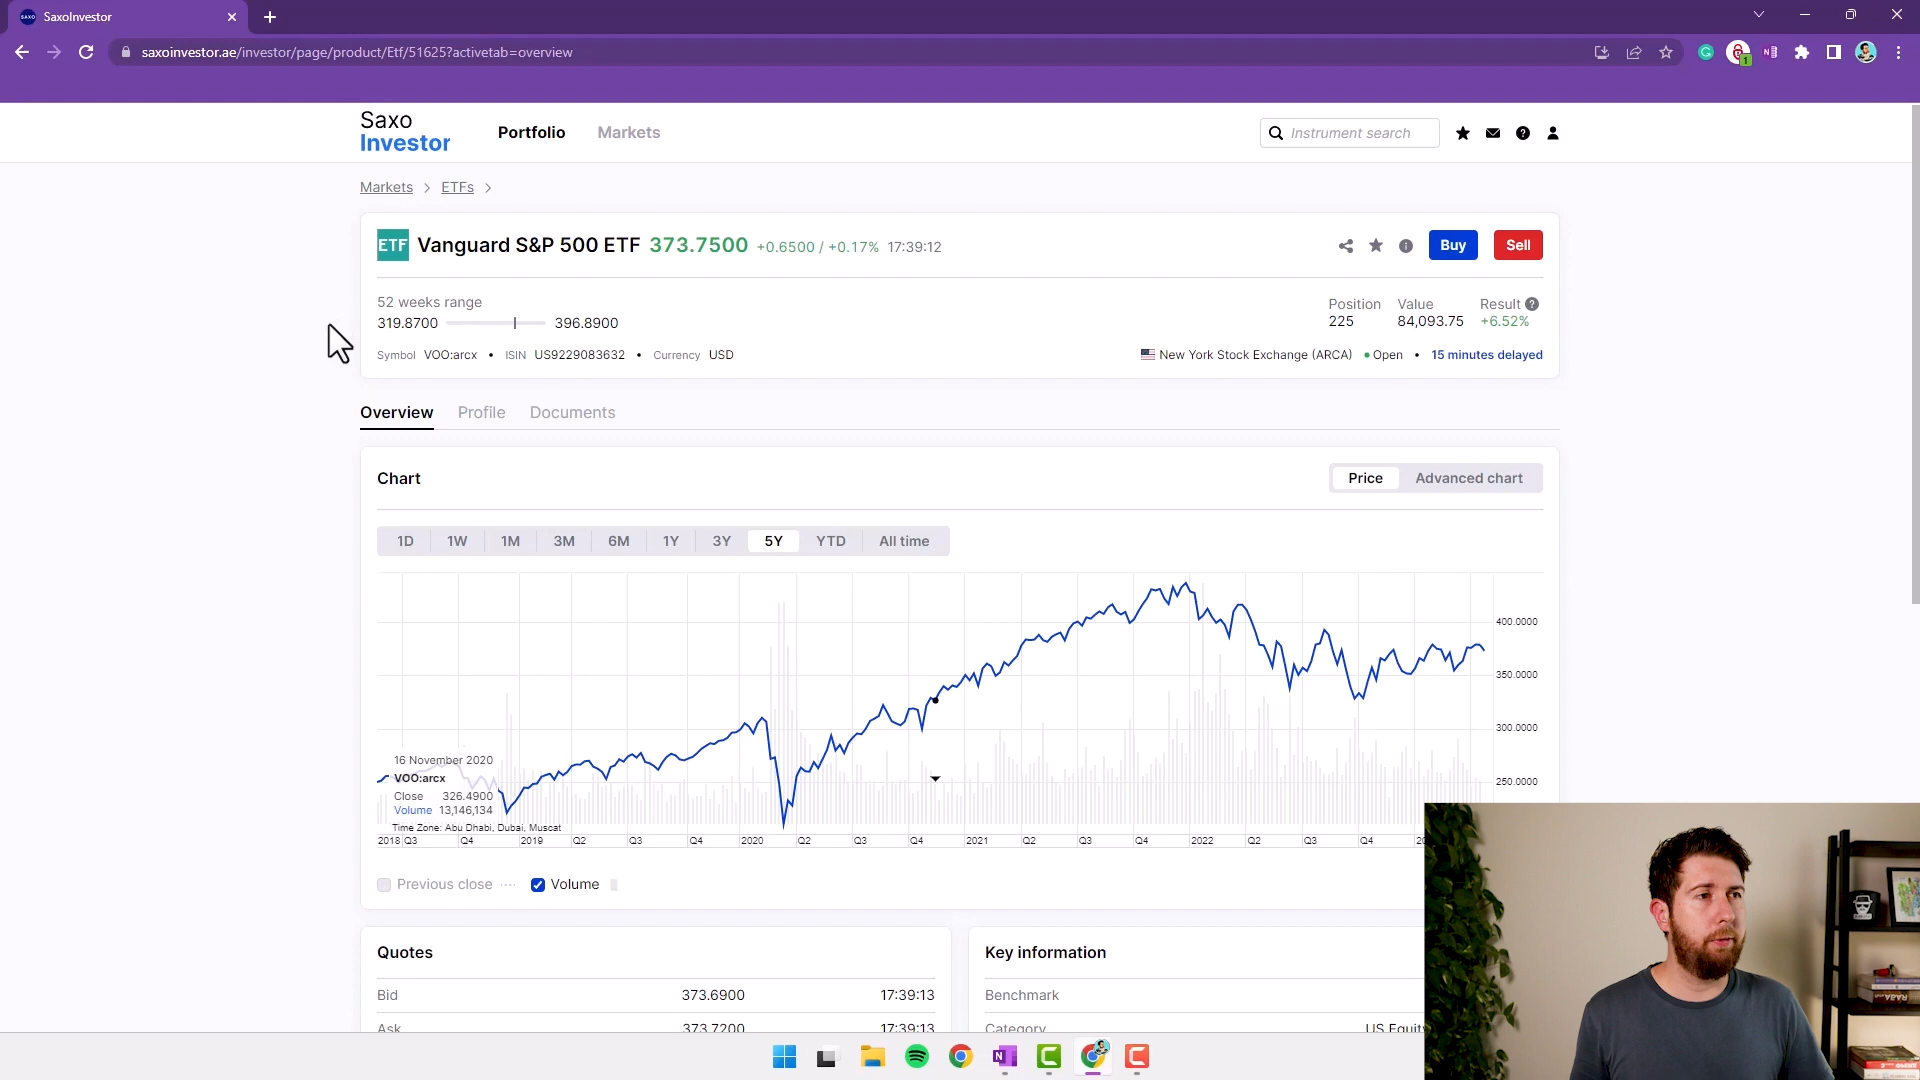 SaxoInvestor
saxoinvestor.ae/investor/page/product/Etf/51625?activetab=overview
Saxo
Investor
Portfolio
Markets
Instrument search
Markets > ETFs >
ETF
Vanguard S&P 500 ETF 373.7500 +0.6500 / +0.17% 17:39:12
Buy
Sell
52 weeks range
319.8700
396.8900
Position
Value
Result
225
84,093.75
+6.52%
Symbol VOO:arcx • ISIN US9229083632 • Currency USD
New York Stock Exchange (ARCA) • Open • 15 minutes delayed
Overview
Profile
Documents
Chart
Price
Advanced chart
1D
1W
1M
3M
6M
1Y
3Y
5Y
YTD
All time
400.0000
350.0000
300.0000
250.0000
16 November 2020
VOO:arcx
Close 326.4900
Volume 13,146,134
Time Zone: Abu Dhabi, Dubai, Muscat
2018 Q3 Q4 2019 Q2 Q3 Q4 2020 Q2 Q3 Q4 2021 Q2 Q3 Q4 2022 Q2 Q3 Q4
Previous close
Volume
Quotes
Bid 373.6900 17:39:13
Ask 373.7200 17:39:13
Key information
Benchmark
Category US Equity